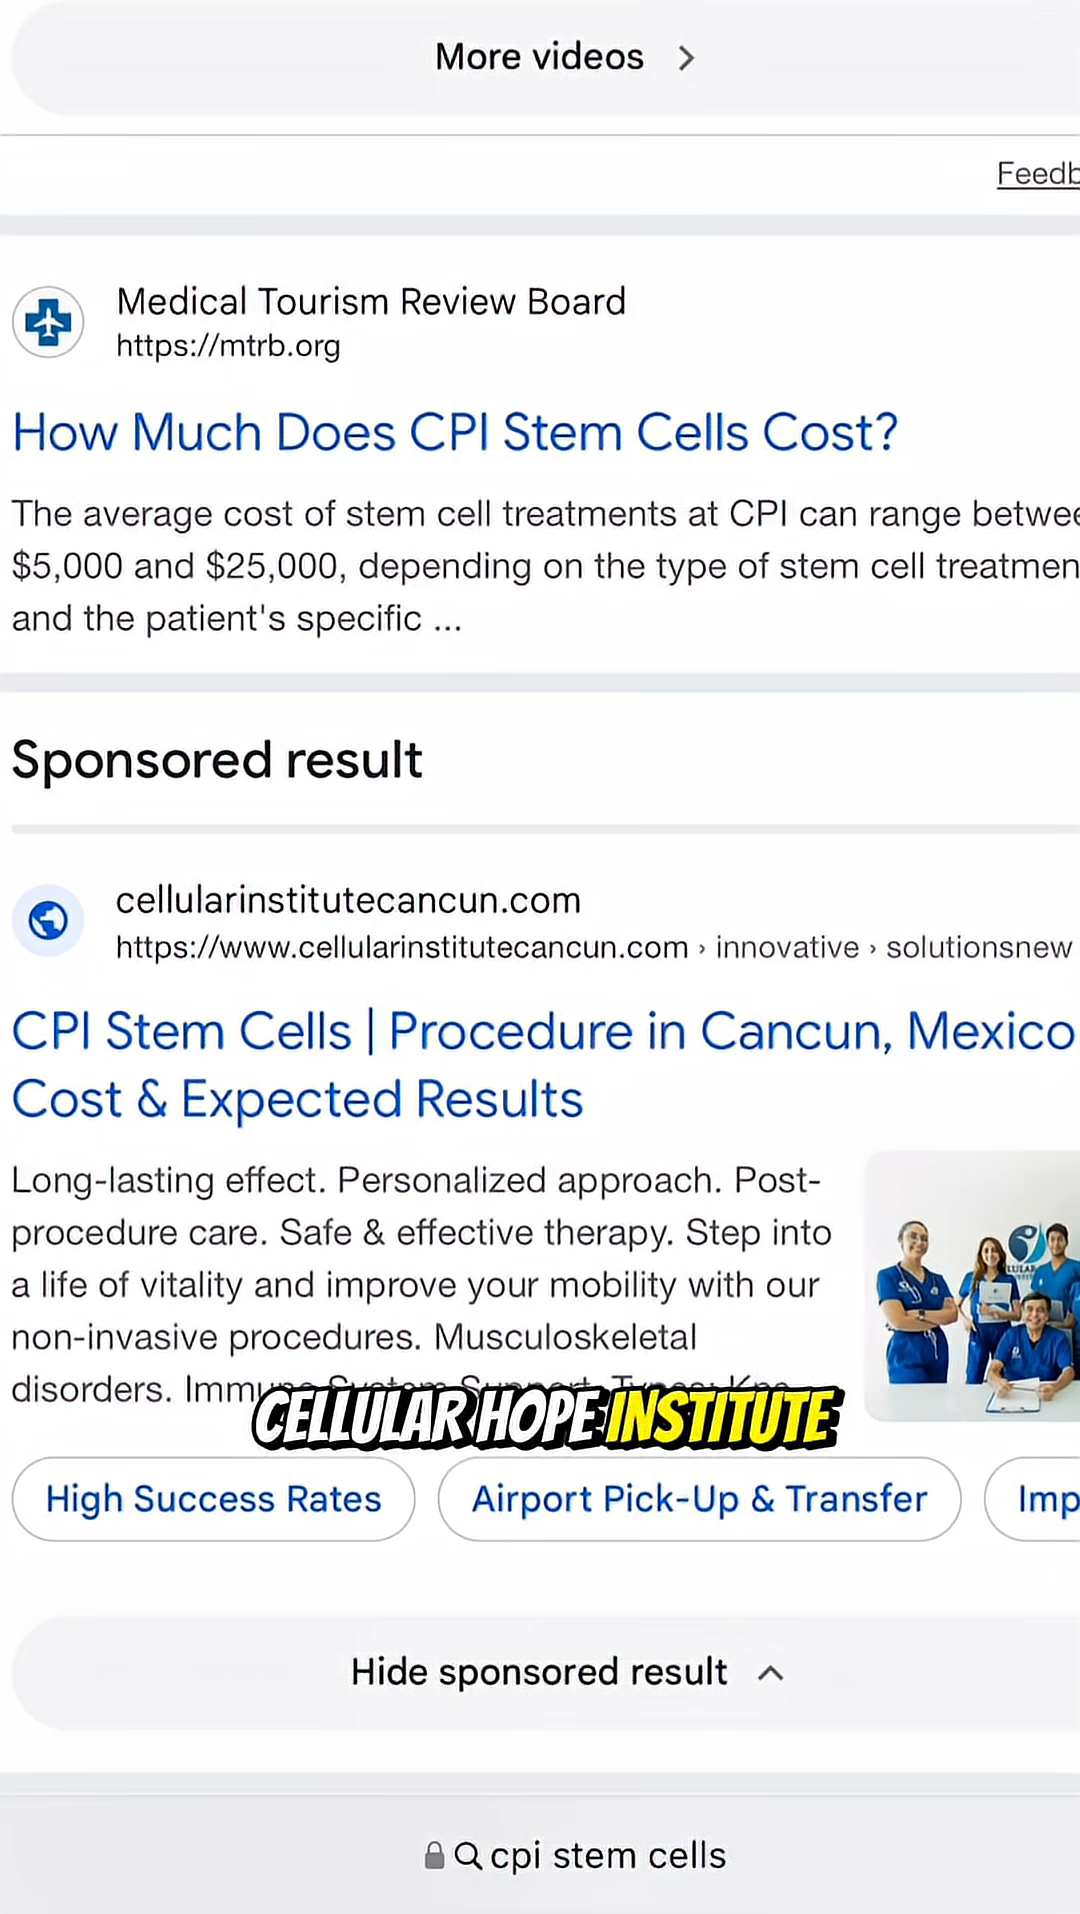 More videos
Feedb
Medical Tourism Review Board
https://mtrb.org
How Much Does CPI Stem Cells Cost?
The average cost of stem cell treatments at CPI can range betwee
$5,000 and $25,000, depending on the type of stem cell treatmen
and the patient's specific ...
Sponsored result
cellularinstitutecancun.com
https://www.cellularinstitutecancun.com › innovative › solutionsnew
CPI Stem Cells | Procedure in Cancun, Mexico
Cost & Expected Results
Long-lasting effect. Personalized approach. Post-
procedure care. Safe & effective therapy. Step into
a life of vitality and improve your mobility with our
non-invasive procedures. Musculoskeletal
disorders.
CELLULAR HOPE INSTITUTE
High Success Rates
Airport Pick-Up & Transfer
Imp
Hide sponsored result
cpi stem cells